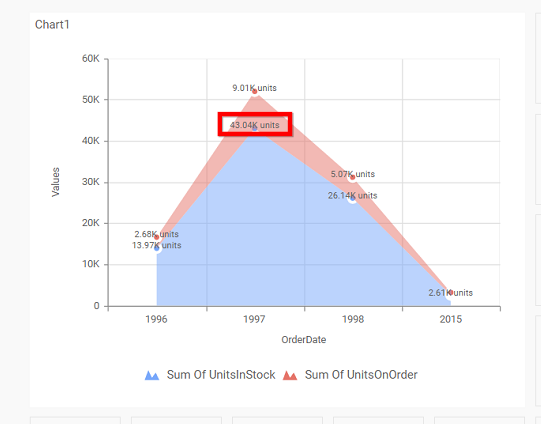 Chart1
60K
50K
40K
30K
20K
10K
0
Values
9.01K units
43.04K units
5.07K units
26.14K units
2.68K units
13.97K units
2.61K units
1996 1997 1998 2015
OrderDate
Sum Of UnitsInStock Sum Of UnitsOnOrder